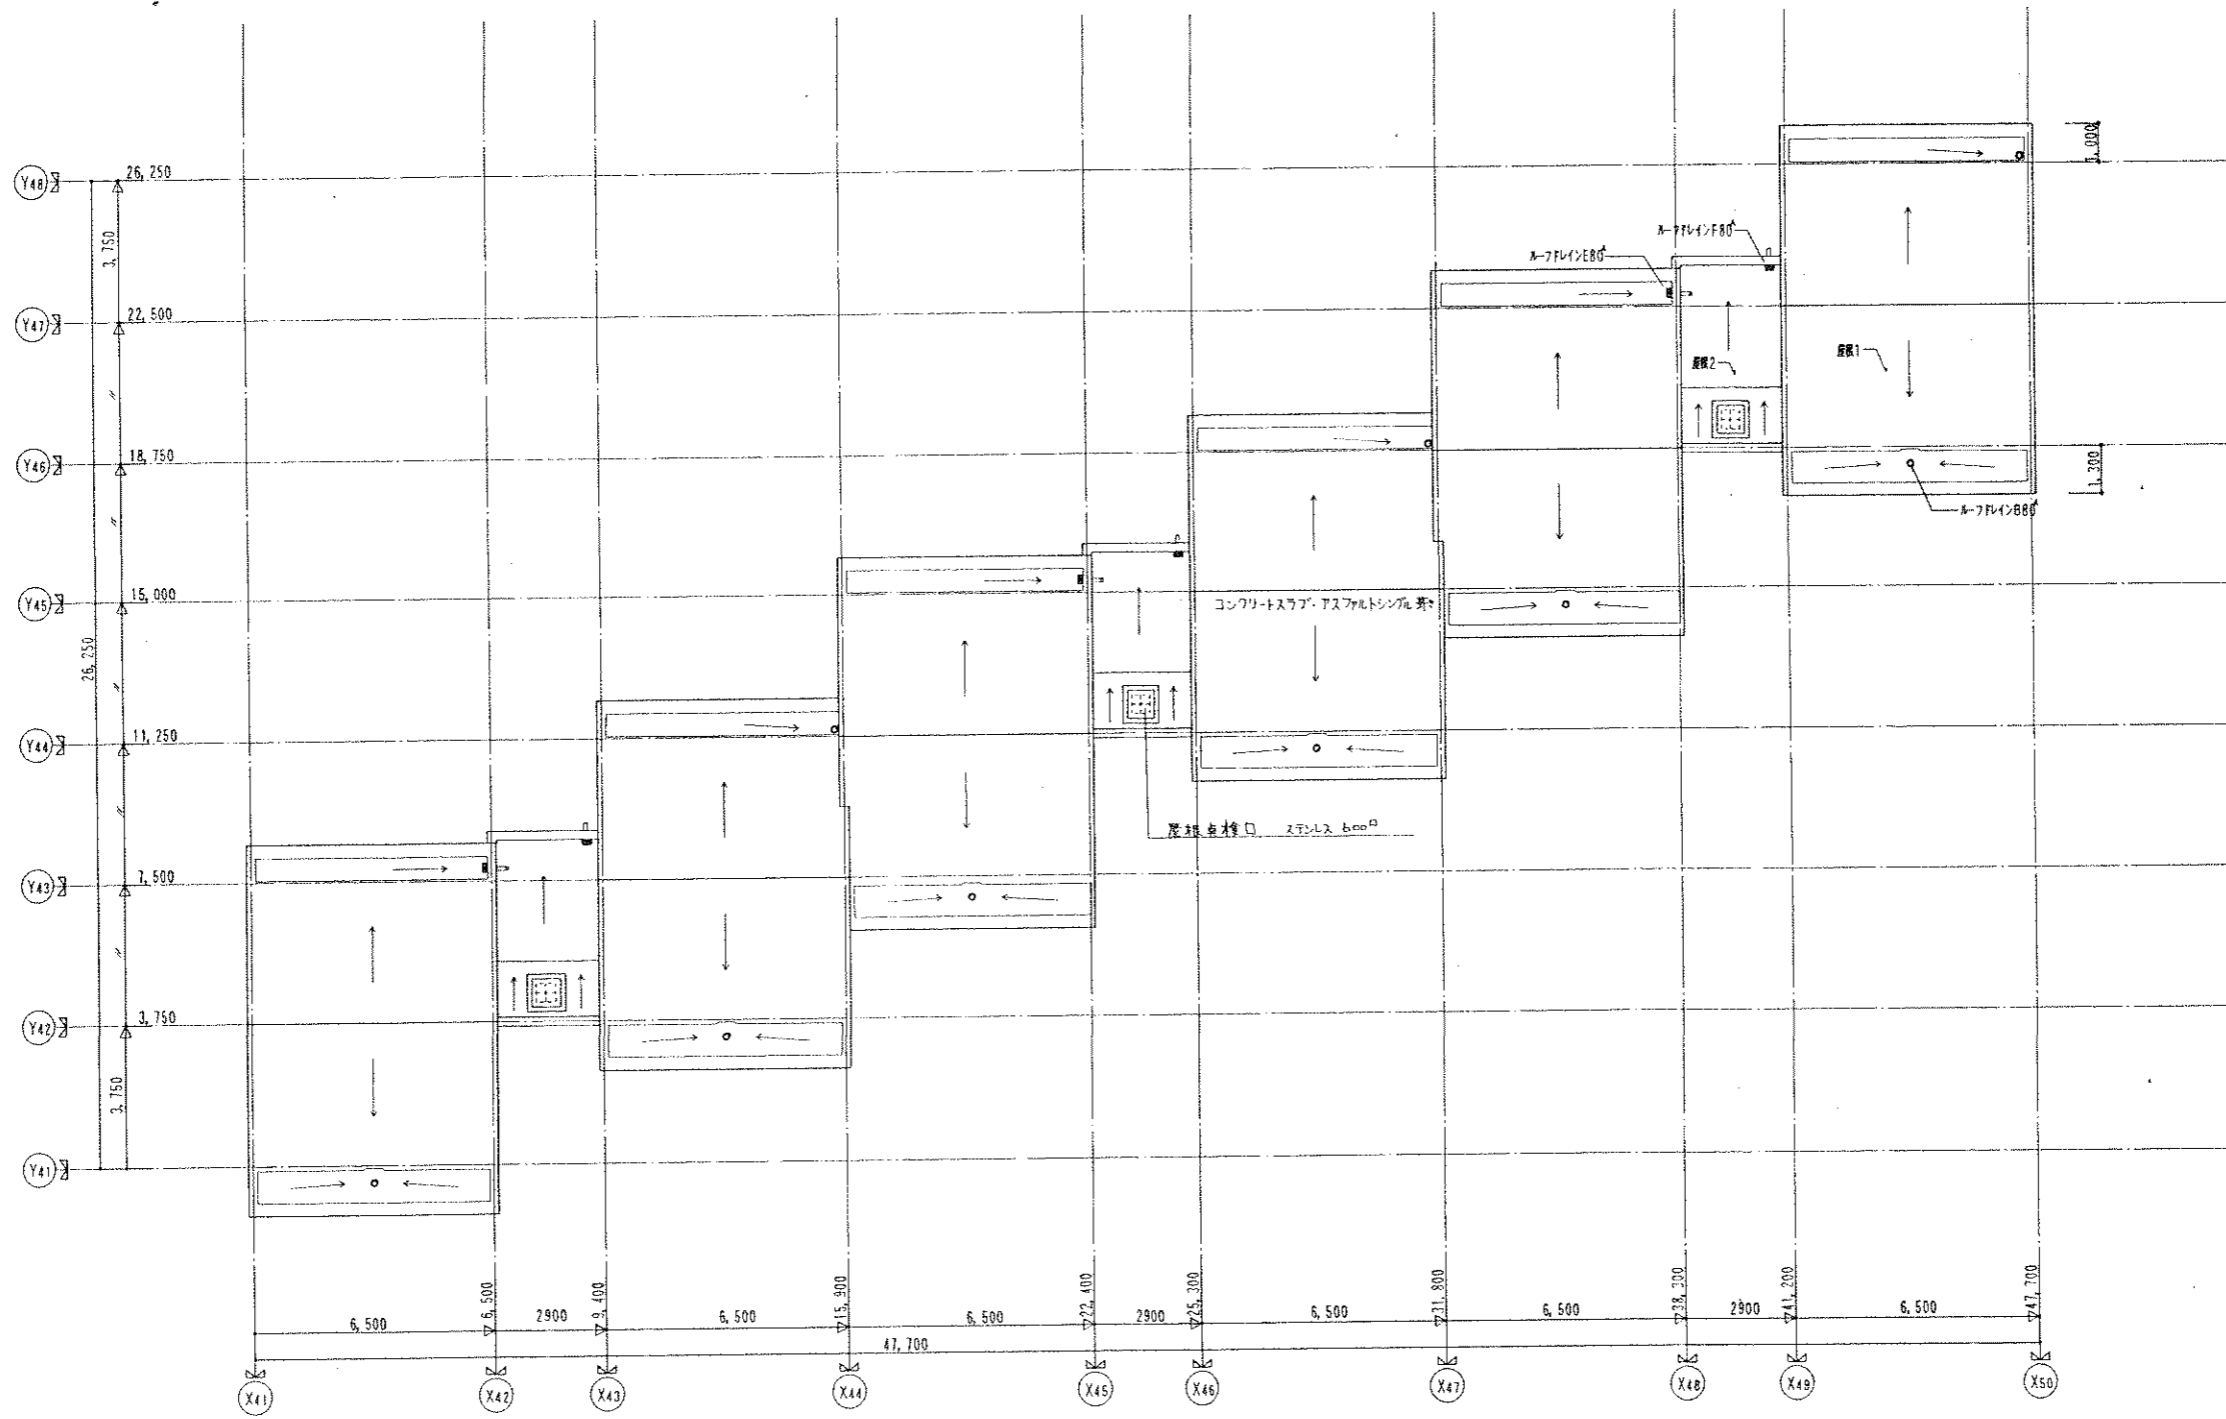 Y48 26,250
3,750
ルーフドレインF80A
ルーフドレインE80A
1,000
Y47 22,500
〃
屋根2
屋根1
Y46 18,750
1,300
〃
ルーフドレインB80A
Y45 15,000
コンクリートスラブ・アスファルトシングル葺き
26,250
〃
Y44 11,250
〃
屋根点検口 ステンレス 600□
Y43 7,500
〃
Y42 3,750
3,750
Y41
6,500 9,400 15,900 22,400 25,300 31,800 38,300 41,200 47,700
6,500 2900 6,500 6,500 2900 6,500 6,500 2900 6,500
47,700
X41 X42 X43 X44 X45 X46 X47 X48 X49 X50